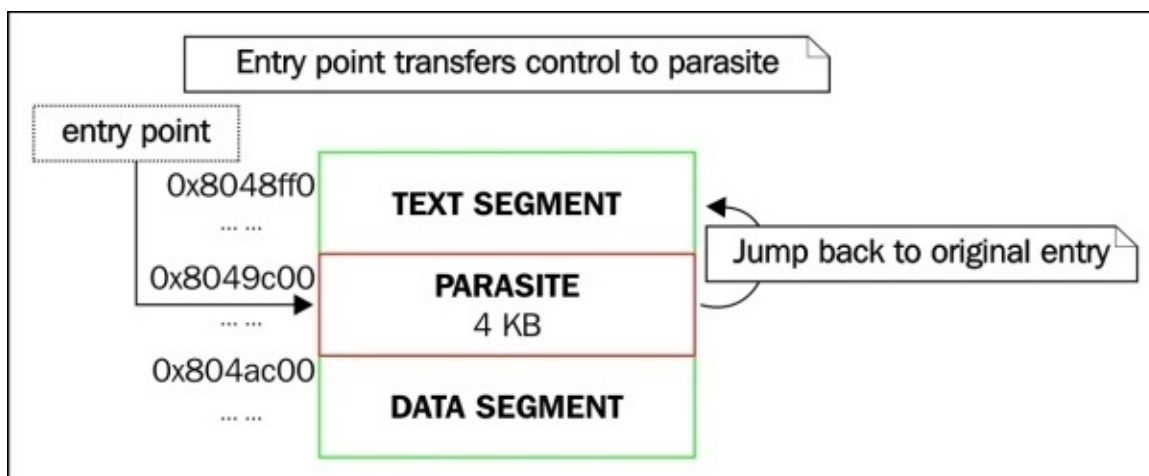 Entry point transfers control to parasite
entry point
0x8048ff0
... ...
TEXT SEGMENT
Jump back to original entry
0x8049c00
... ...
PARASITE
4 KB
0x804ac00
... ...
DATA SEGMENT